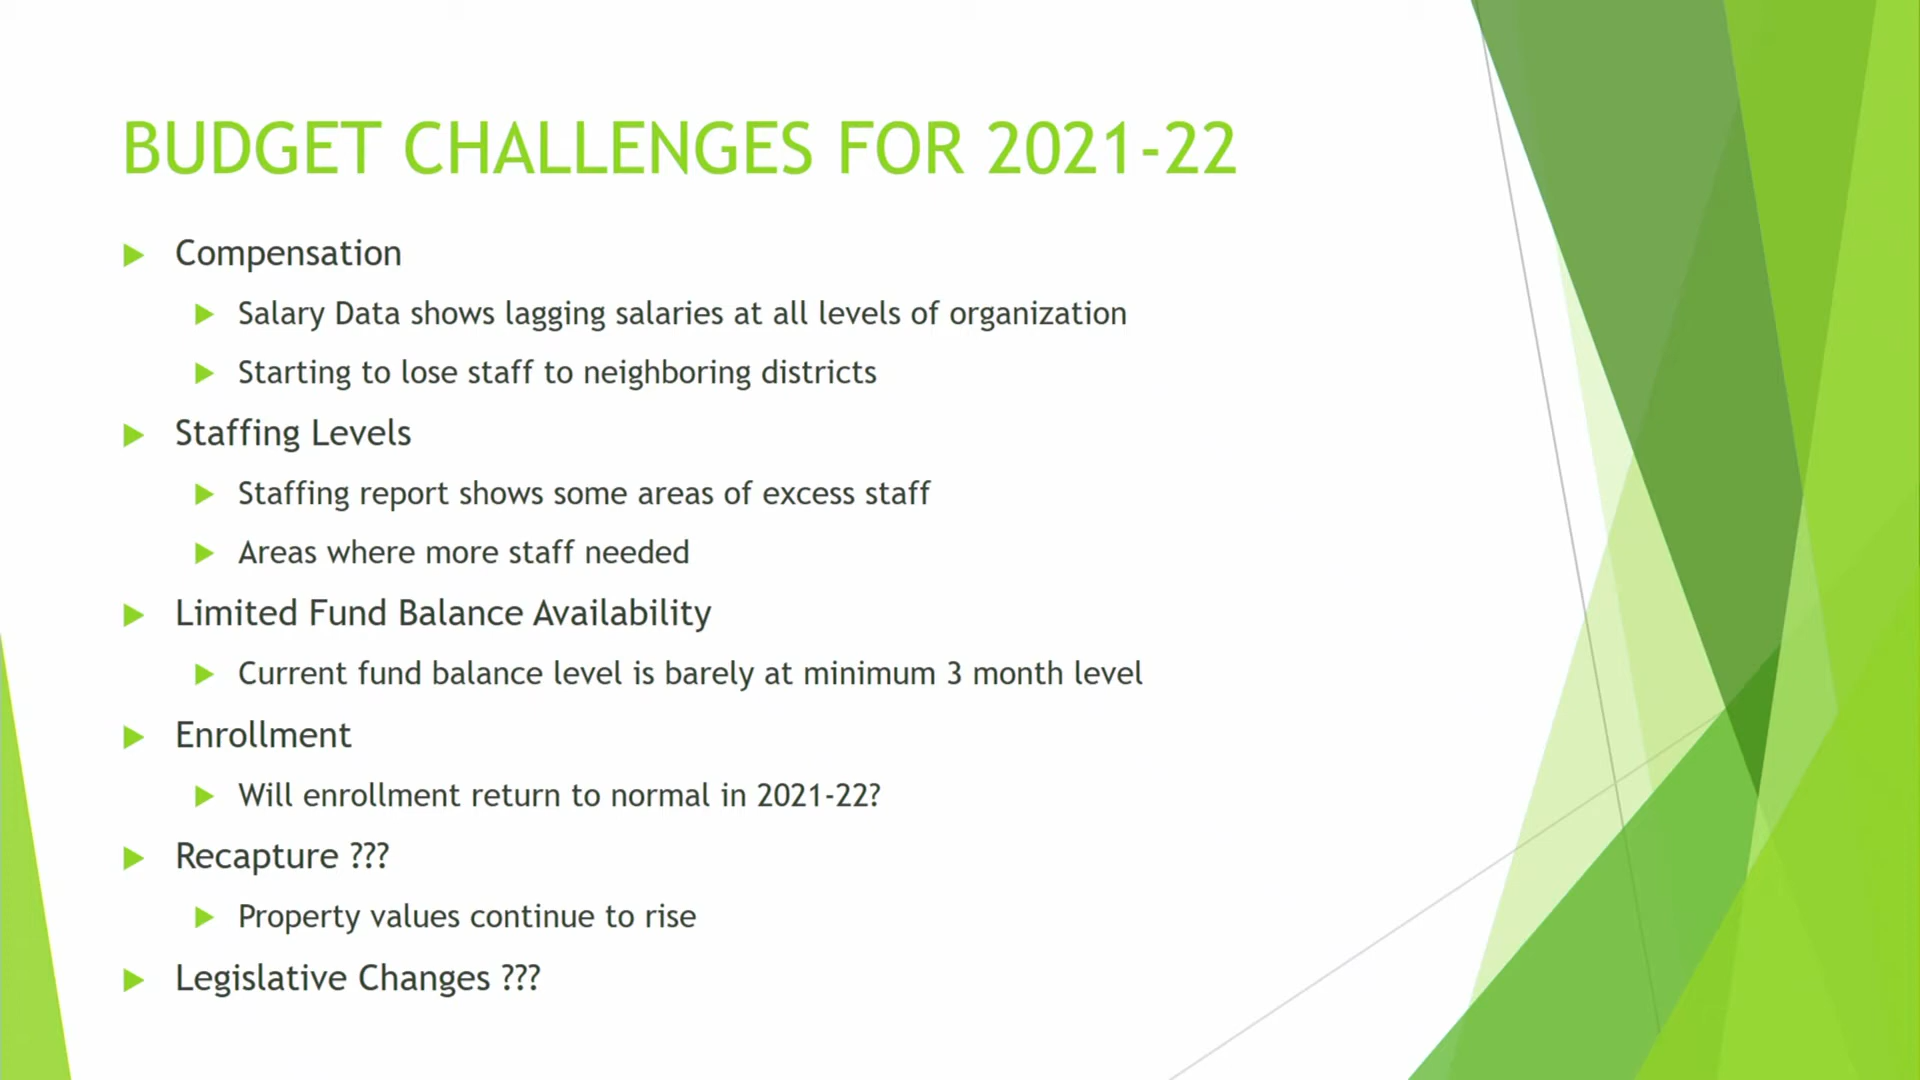 BUDGET CHALLENGES FOR 2021-22
Compensation
Salary Data shows lagging salaries at all levels of organization
Starting to lose staff to neighboring districts
Staffing Levels
Staffing report shows some areas of excess staff
Areas where more staff needed
Limited Fund Balance Availability
Current fund balance level is barely at minimum 3 month level
Enrollment
Will enrollment return to normal in 2021-22?
Recapture ???
Property values continue to rise
Legislative Changes ???